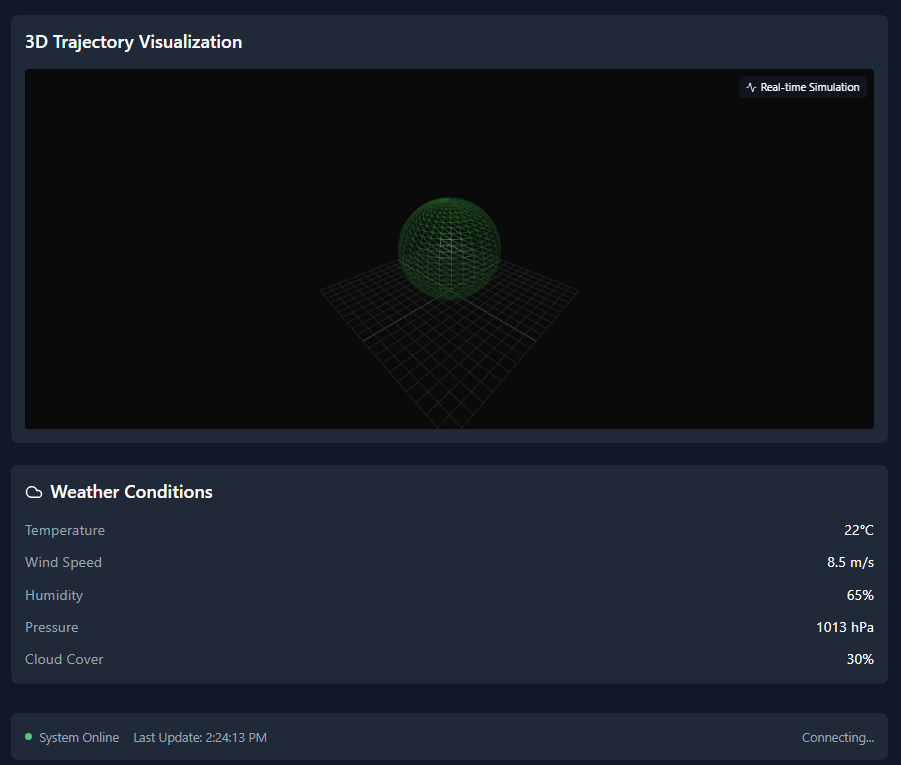 3D Trajectory Visualization
Real-time Simulation
Weather Conditions
Temperature 22°C
Wind Speed 8.5 m/s
Humidity 65%
Pressure 1013 hPa
Cloud Cover 30%
System Online Last Update: 2:24:13 PM Connecting...